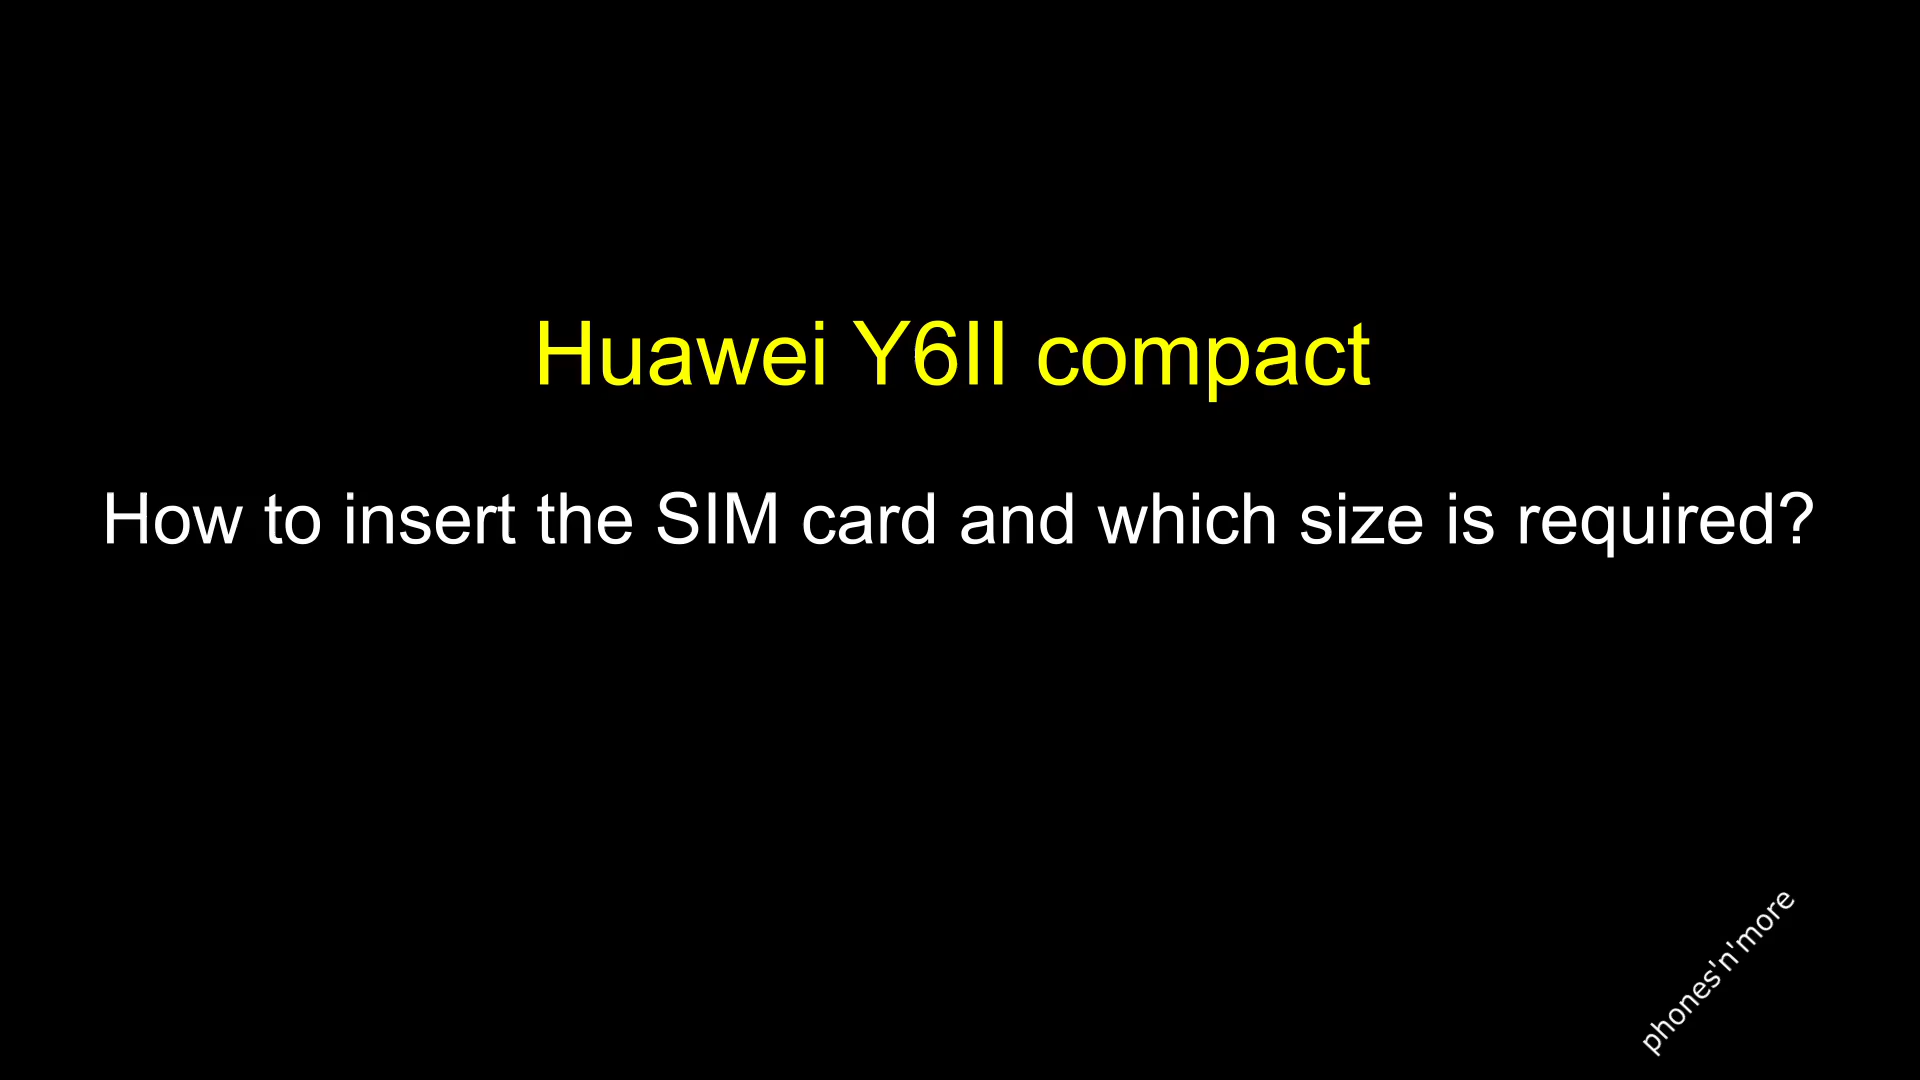 Huawei Y6II compact
How to insert the SIM card and which size is required?
phones'n'more